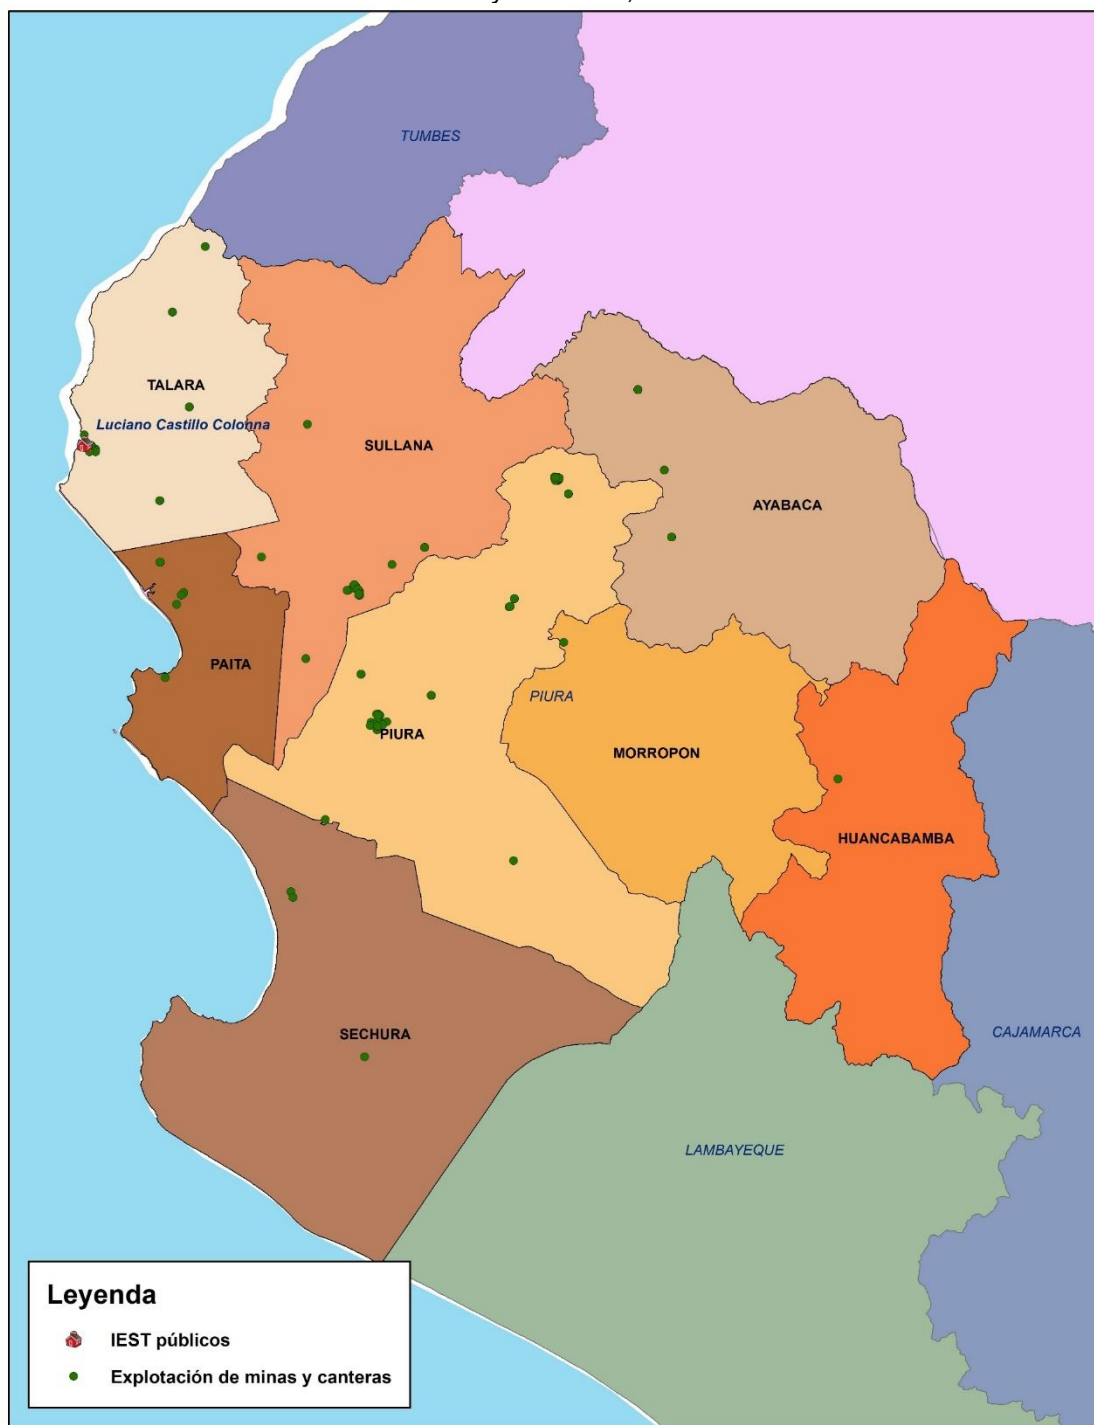 TUMBES
TALARA
Luciano Castillo Colonna
SULLANA
AYABACA
PAITA
PIURA
PIURA
MORROPON
HUANCABAMBA
SECHURA
CAJAMARCA
LAMBAYEQUE
Leyenda
IEST públicos
Explotación de minas y canteras